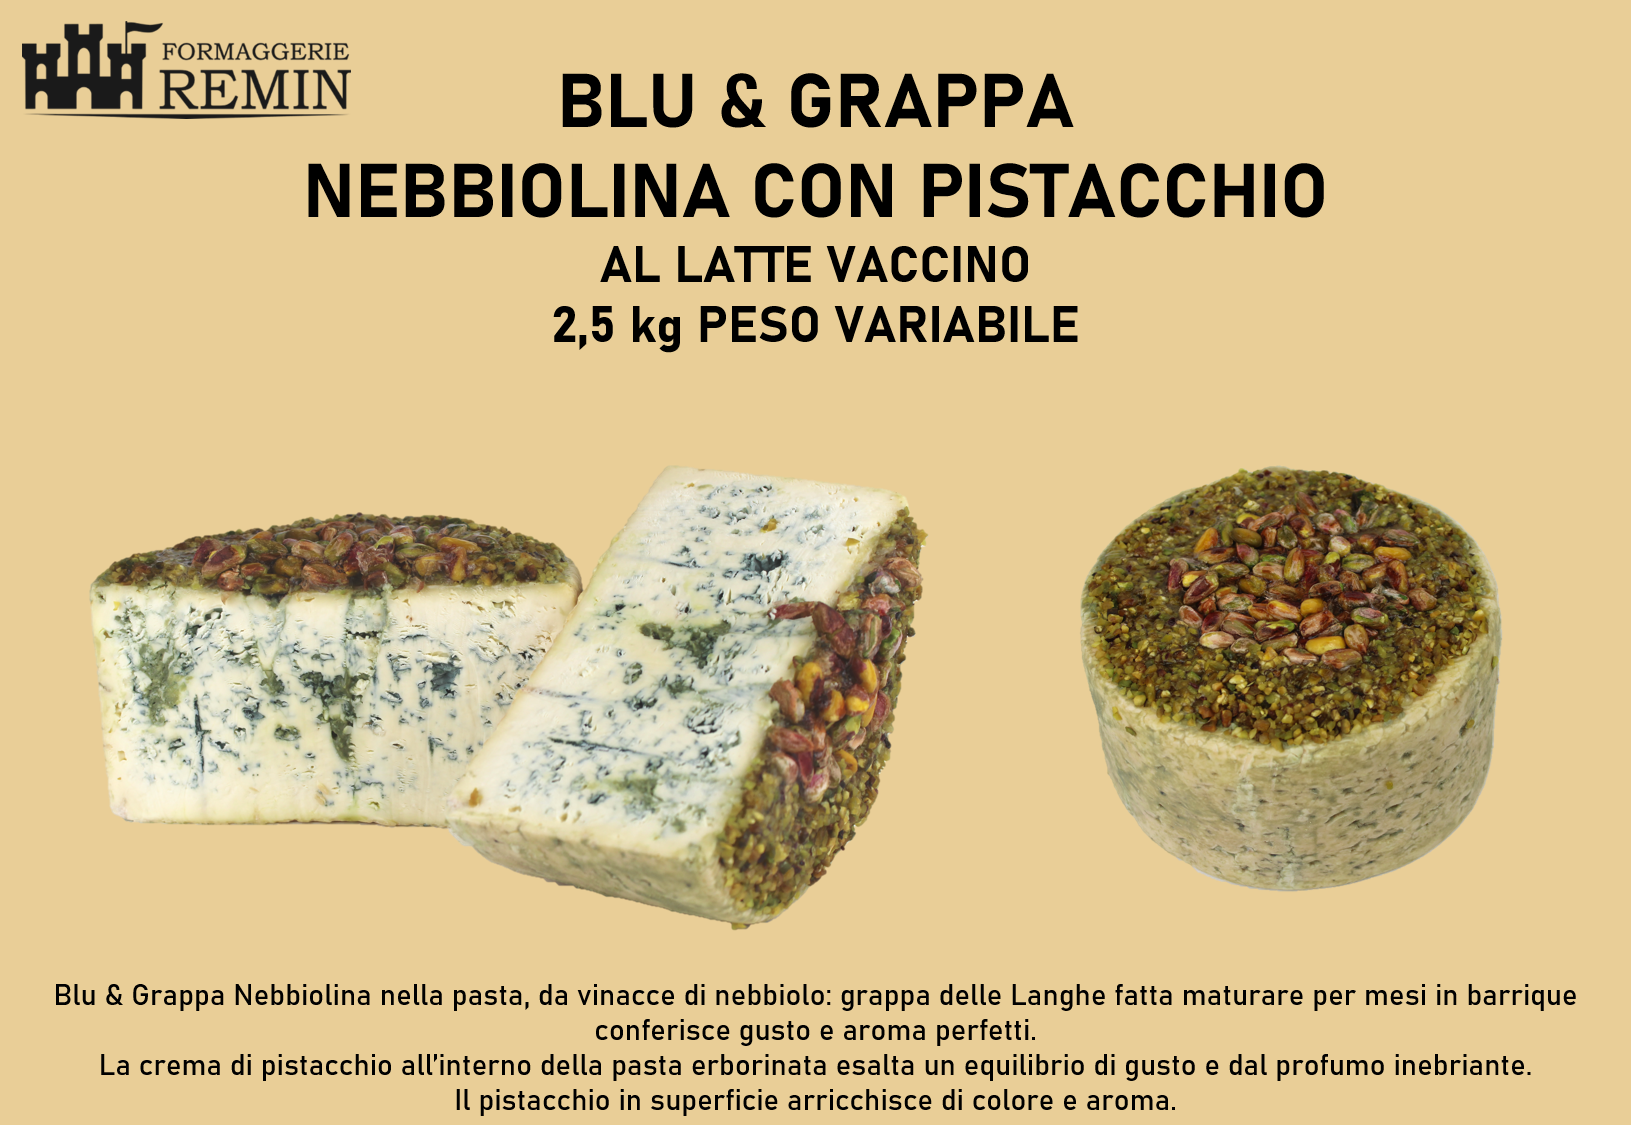 FORMAGGERIE
REMIN
BLU & GRAPPA
NEBBIOLINA CON PISTACCHIO
AL LATTE VACCINO
2,5 kg PESO VARIABILE
Blu & Grappa Nebbiolina nella pasta, da vinacce di nebbiolo: grappa delle Langhe fatta maturare per mesi in barrique
conferisce gusto e aroma perfetti.
La crema di pistacchio all’interno della pasta erborinata esalta un equilibrio di gusto e dal profumo inebriante.
Il pistacchio in superficie arricchisce di colore e aroma.